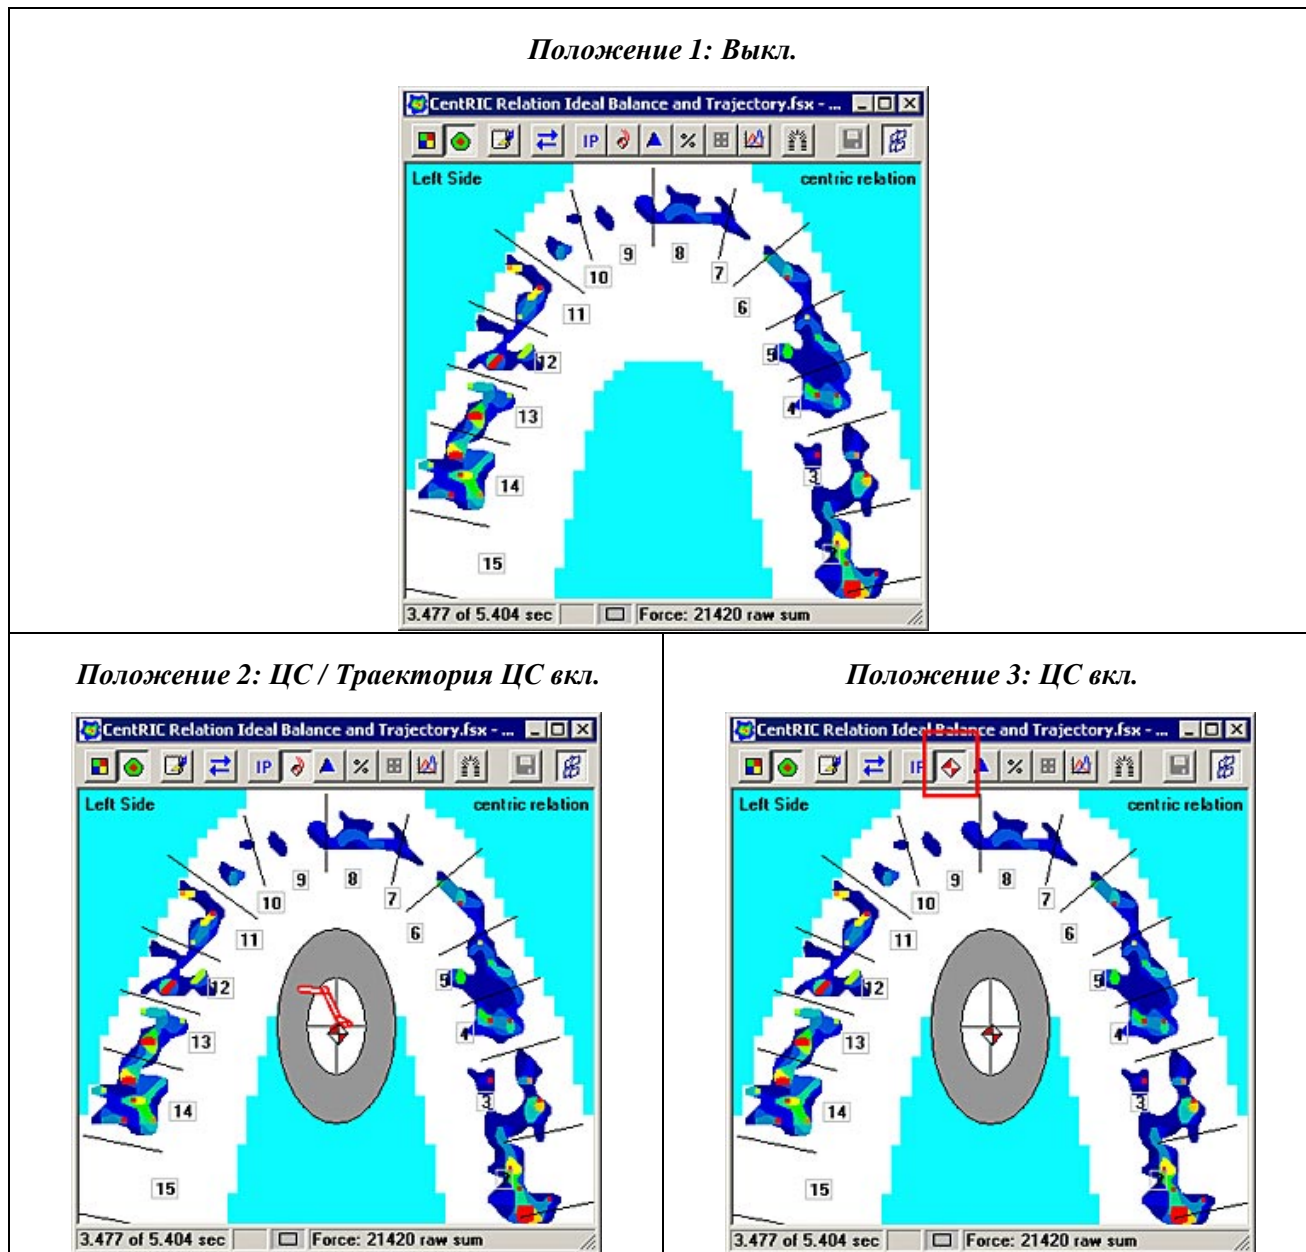 Положение 1: Выкл.
CentRIC Relation Ideal Balance and Trajectory.fsx - ...
IP %
Left Side centric relation
9 8
10 7
11 6
12 5
13 4
14 3
2
15
3.477 of 5.404 sec Force: 21420 raw sum
Положение 2: ЦС / Траектория ЦС вкл.
CentRIC Relation Ideal Balance and Trajectory.fsx - ...
IP %
Left Side centric relation
9 8
10 7
11 6
12 5
13 4
14 3
2
15
3.477 of 5.404 sec Force: 21420 raw sum
Положение 3: ЦС вкл.
CentRIC Relation Ideal Balance and Trajectory.fsx - ...
IP %
Left Side centric relation
9 8
10 7
11 6
12 5
13 4
14 3
2
15
3.477 of 5.404 sec Force: 21420 raw sum